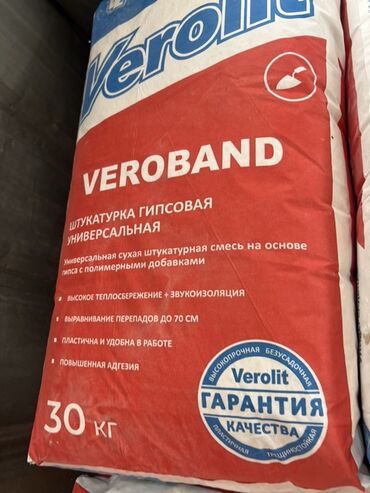 Verolit
VEROBAND
ШТУКАТУРКА ГИПСОВАЯ
УНИВЕРСАЛЬНАЯ
Универсальная сухая штукатурная смесь на основе
гипса с полимерными добавками
• ВЫСОКОЕ ТЕПЛОСБЕРЕЖЕНИЕ + ЗВУКОИЗОЛЯЦИЯ
• ВЫРАВНИВАНИЕ ПЕРЕПАДОВ ДО 70 СМ
• ПЛАСТИЧНА И УДОБНА В РАБОТЕ
• ПОВЫШЕННАЯ АДГЕЗИЯ
30 КГ
ВЫСОКОПРОЧНАЯ БЕЗУСАДОЧНАЯ
Verolit
ГАРАНТИЯ
КАЧЕСТВА
ПЛАСТИЧНАЯ ТРЕЩИНОСТОЙКАЯ